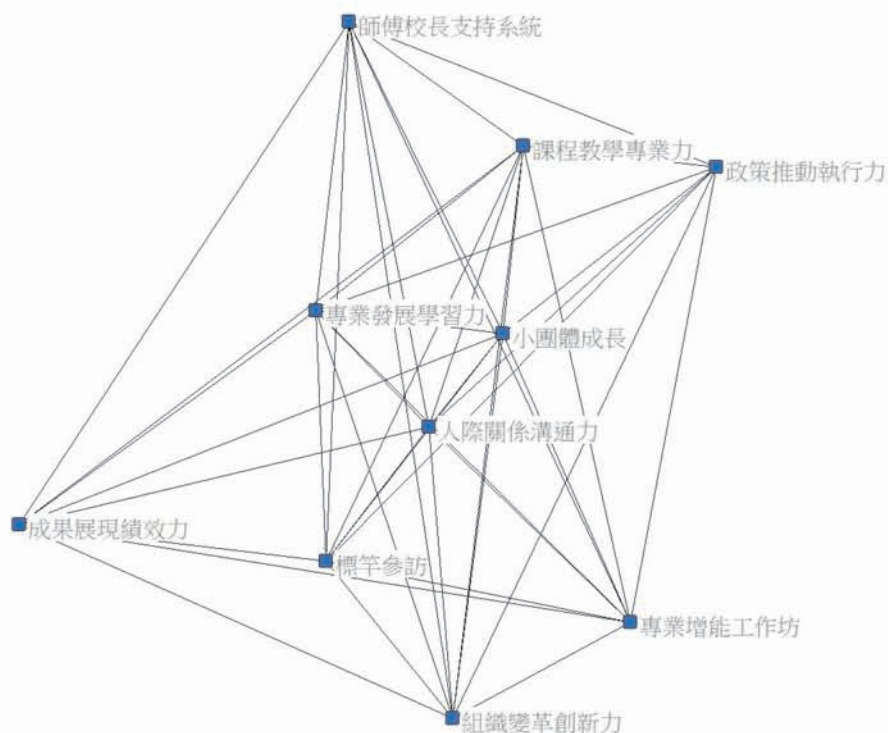 師傅校長支持系統
課程教學專業力
政策推動執行力
專業發展學習力
小團體成長
人際關係溝通力
成果展現績效力
標竿參訪
專業增能工作坊
組織變革創新力